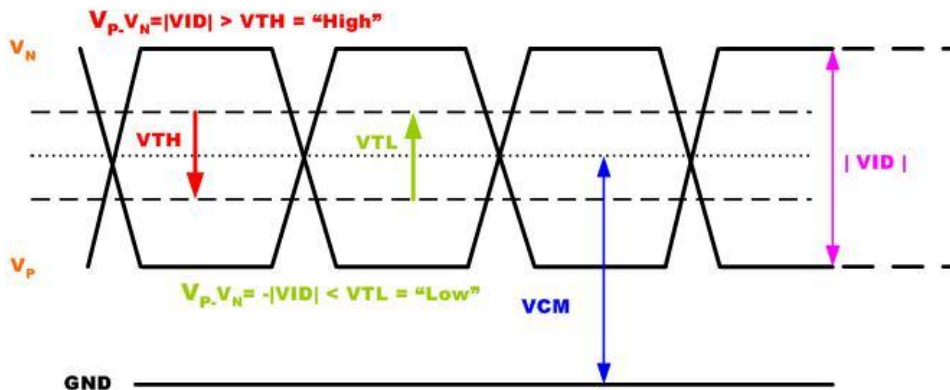 VP-VN=|VID| > VTH = “High”
VN
VTH
VTL
| VID |
VP
VP-VN= -|VID| < VTL = “Low”
VCM
GND